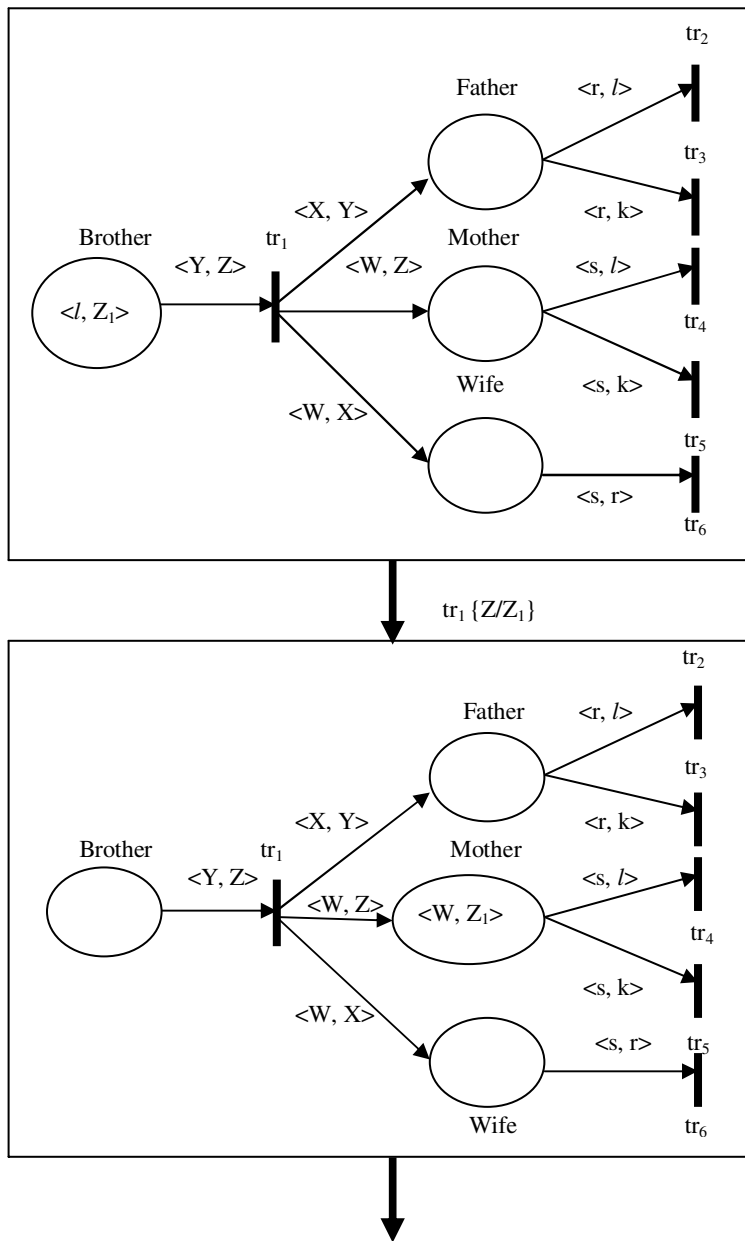 tr₂
Father
<r, l>
tr₃
<X, Y>
<r, k>
Brother
tr₁
Mother
<Y, Z>
<W, Z>
<s, l>
<l, Z₁>
tr₄
Wife
<s, k>
<W, X>
tr₅
<s, r>
tr₆
tr₁ {Z/Z₁}
tr₂
Father
<r, l>
tr₃
<X, Y>
<r, k>
Brother
tr₁
Mother
<Y, Z>
<s, l>
<W, Z>
<W, Z₁>
tr₄
<s, k>
<W, X>
<s, r>
tr₅
Wife
tr₆